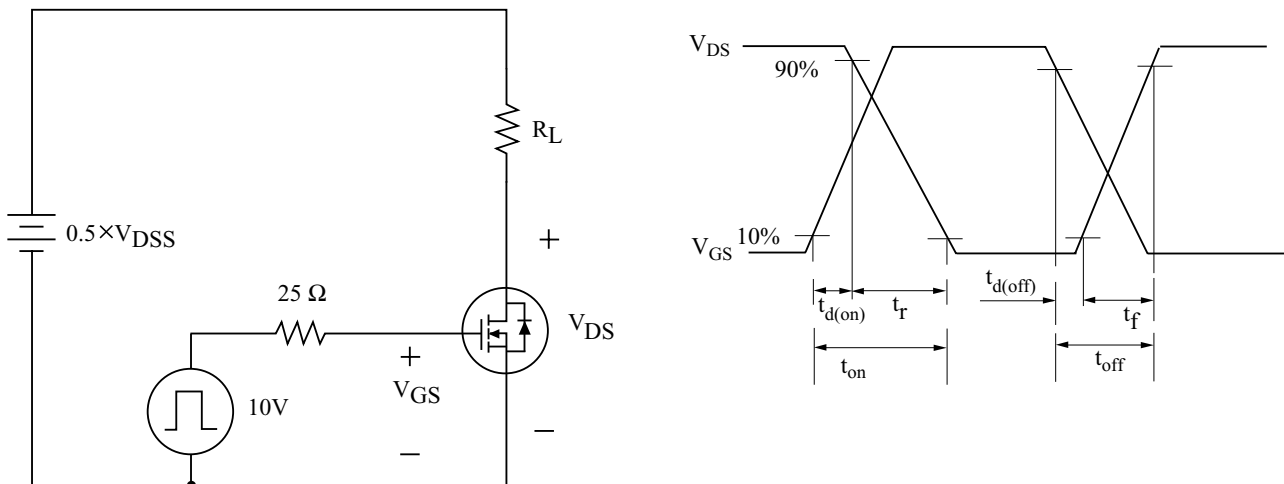 R_L
0.5×V_DSS
25 Ω
V_GS
V_DS
10V
+
−
+
−
V_DS
90%
V_GS
10%
t_d(on)
t_r
t_on
t_d(off)
t_f
t_off